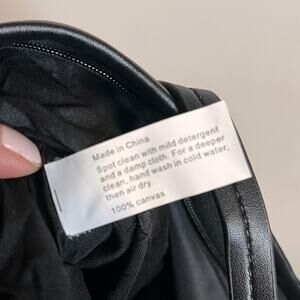 Made in China
Spot clean with mild detergent
and a damp cloth. For a deeper
clean, hand wash in cold water,
then air dry.
100% canvas